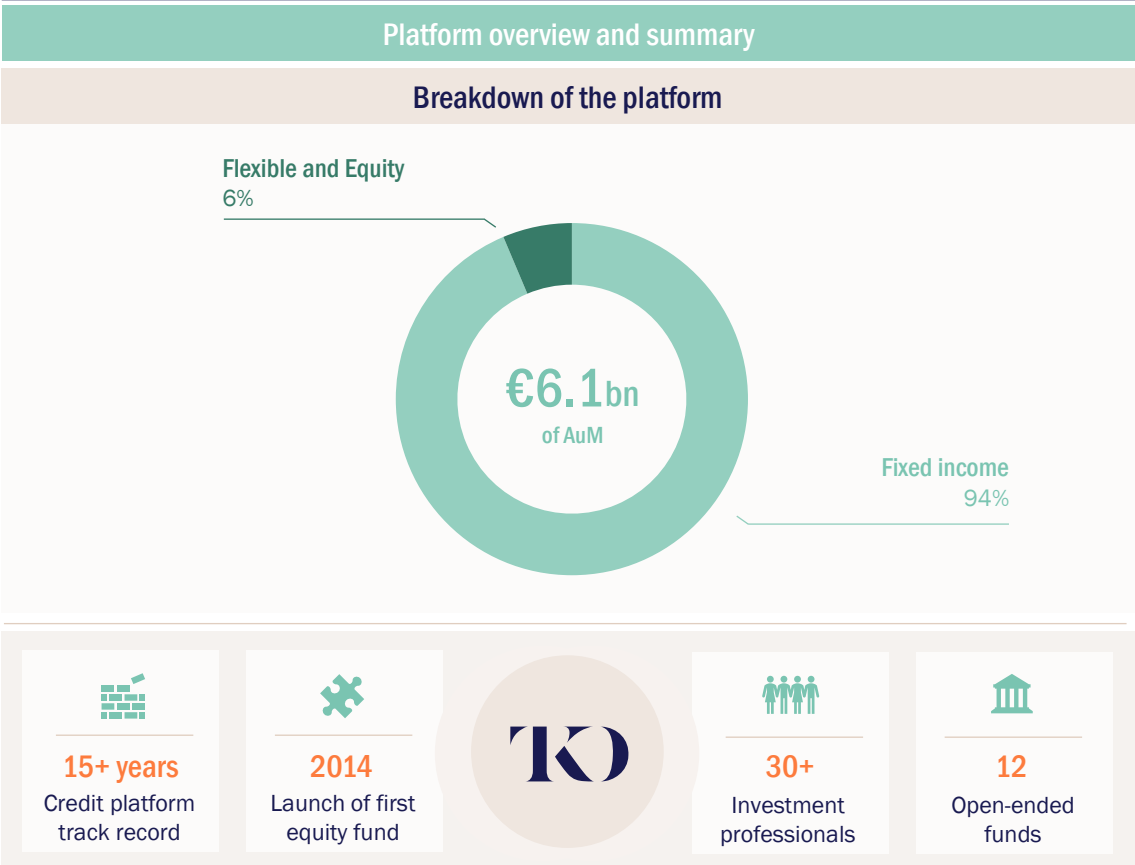 Platform overview and summary
Breakdown of the platform
Flexible and Equity
6%
€6.1bn
of AuM
Fixed income
94%
15+ years
Credit platform
track record
2014
Launch of first
equity fund
TKO
30+
Investment
professionals
12
Open-ended
funds